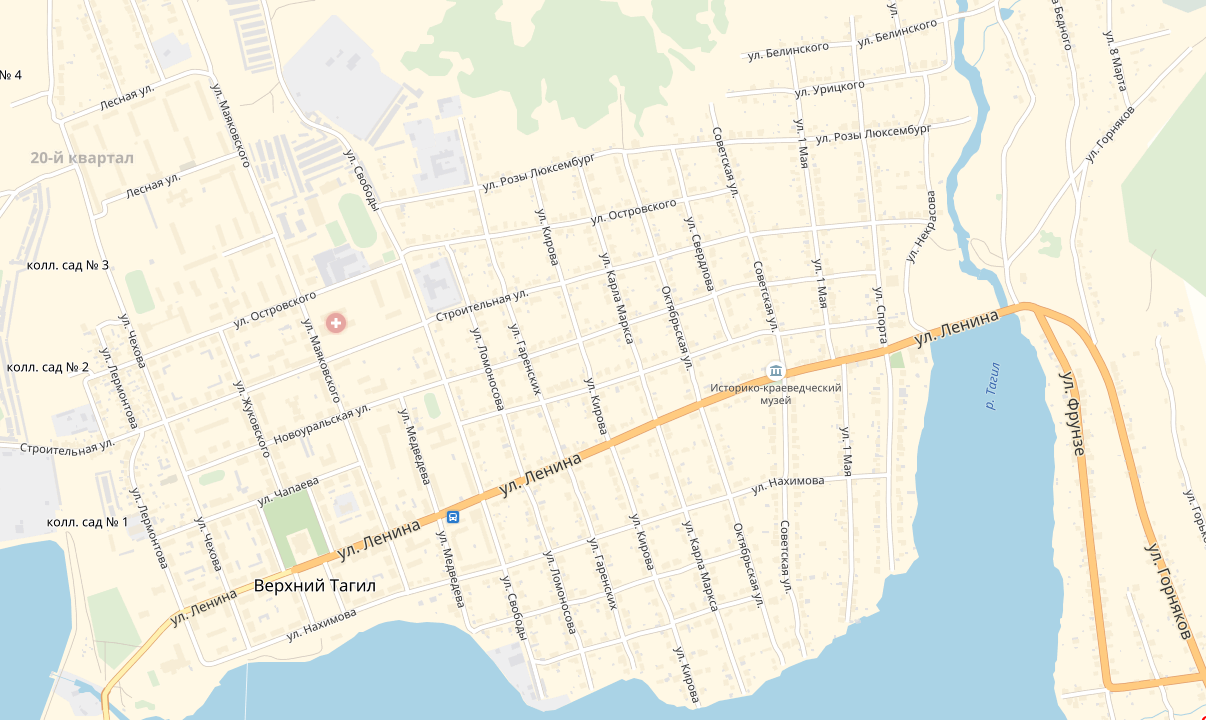 ул. Белинского
ул. Белинского
ул.
ул.
Бедного
ул. 8 Марта
№ 4
Лесная ул.
ул. Маяковского
ул. Урицкого
ул. 1 Мая
ул. Розы Люксембург
ул. Горняков
20-й квартал
Лесная ул.
ул. Свободы
ул. Розы Люксембург
Советская ул.
ул. Островского
ул. Кирова
ул. Свердлова
ул. Некрасова
колл. сад № 3
ул. Карла Маркса
Советская ул.
ул. 1 Мая
Октябрьская ул.
ул. Спорта
ул. Островского
Строительная ул.
ул. Чехова
ул. Маяковского
ул. Ломоносова
ул. Гаренских
ул. Ленина
колл. сад № 2
ул. Лермонтова
ул. Жуковского
Историко-краеведческий
музей
р. Тагил
ул. Кирова
ул. Фрунзе
Новоуральская ул.
ул. Медведева
Строительная ул.
ул. 1 Мая
ул. Ленина
ул. Нахимова
ул. Чапаева
ул. Лермонтова
колл. сад № 1
ул. Чехова
ул. Ленина
ул. Медведева
ул. Кирова
ул. Карла Маркса
Октябрьская ул.
Советская ул.
ул. Горняков
Верхний Тагил
ул. Ленина
ул. Нахимова
ул. Свободы
ул. Ломоносова
ул. Гаренских
ул. Кирова